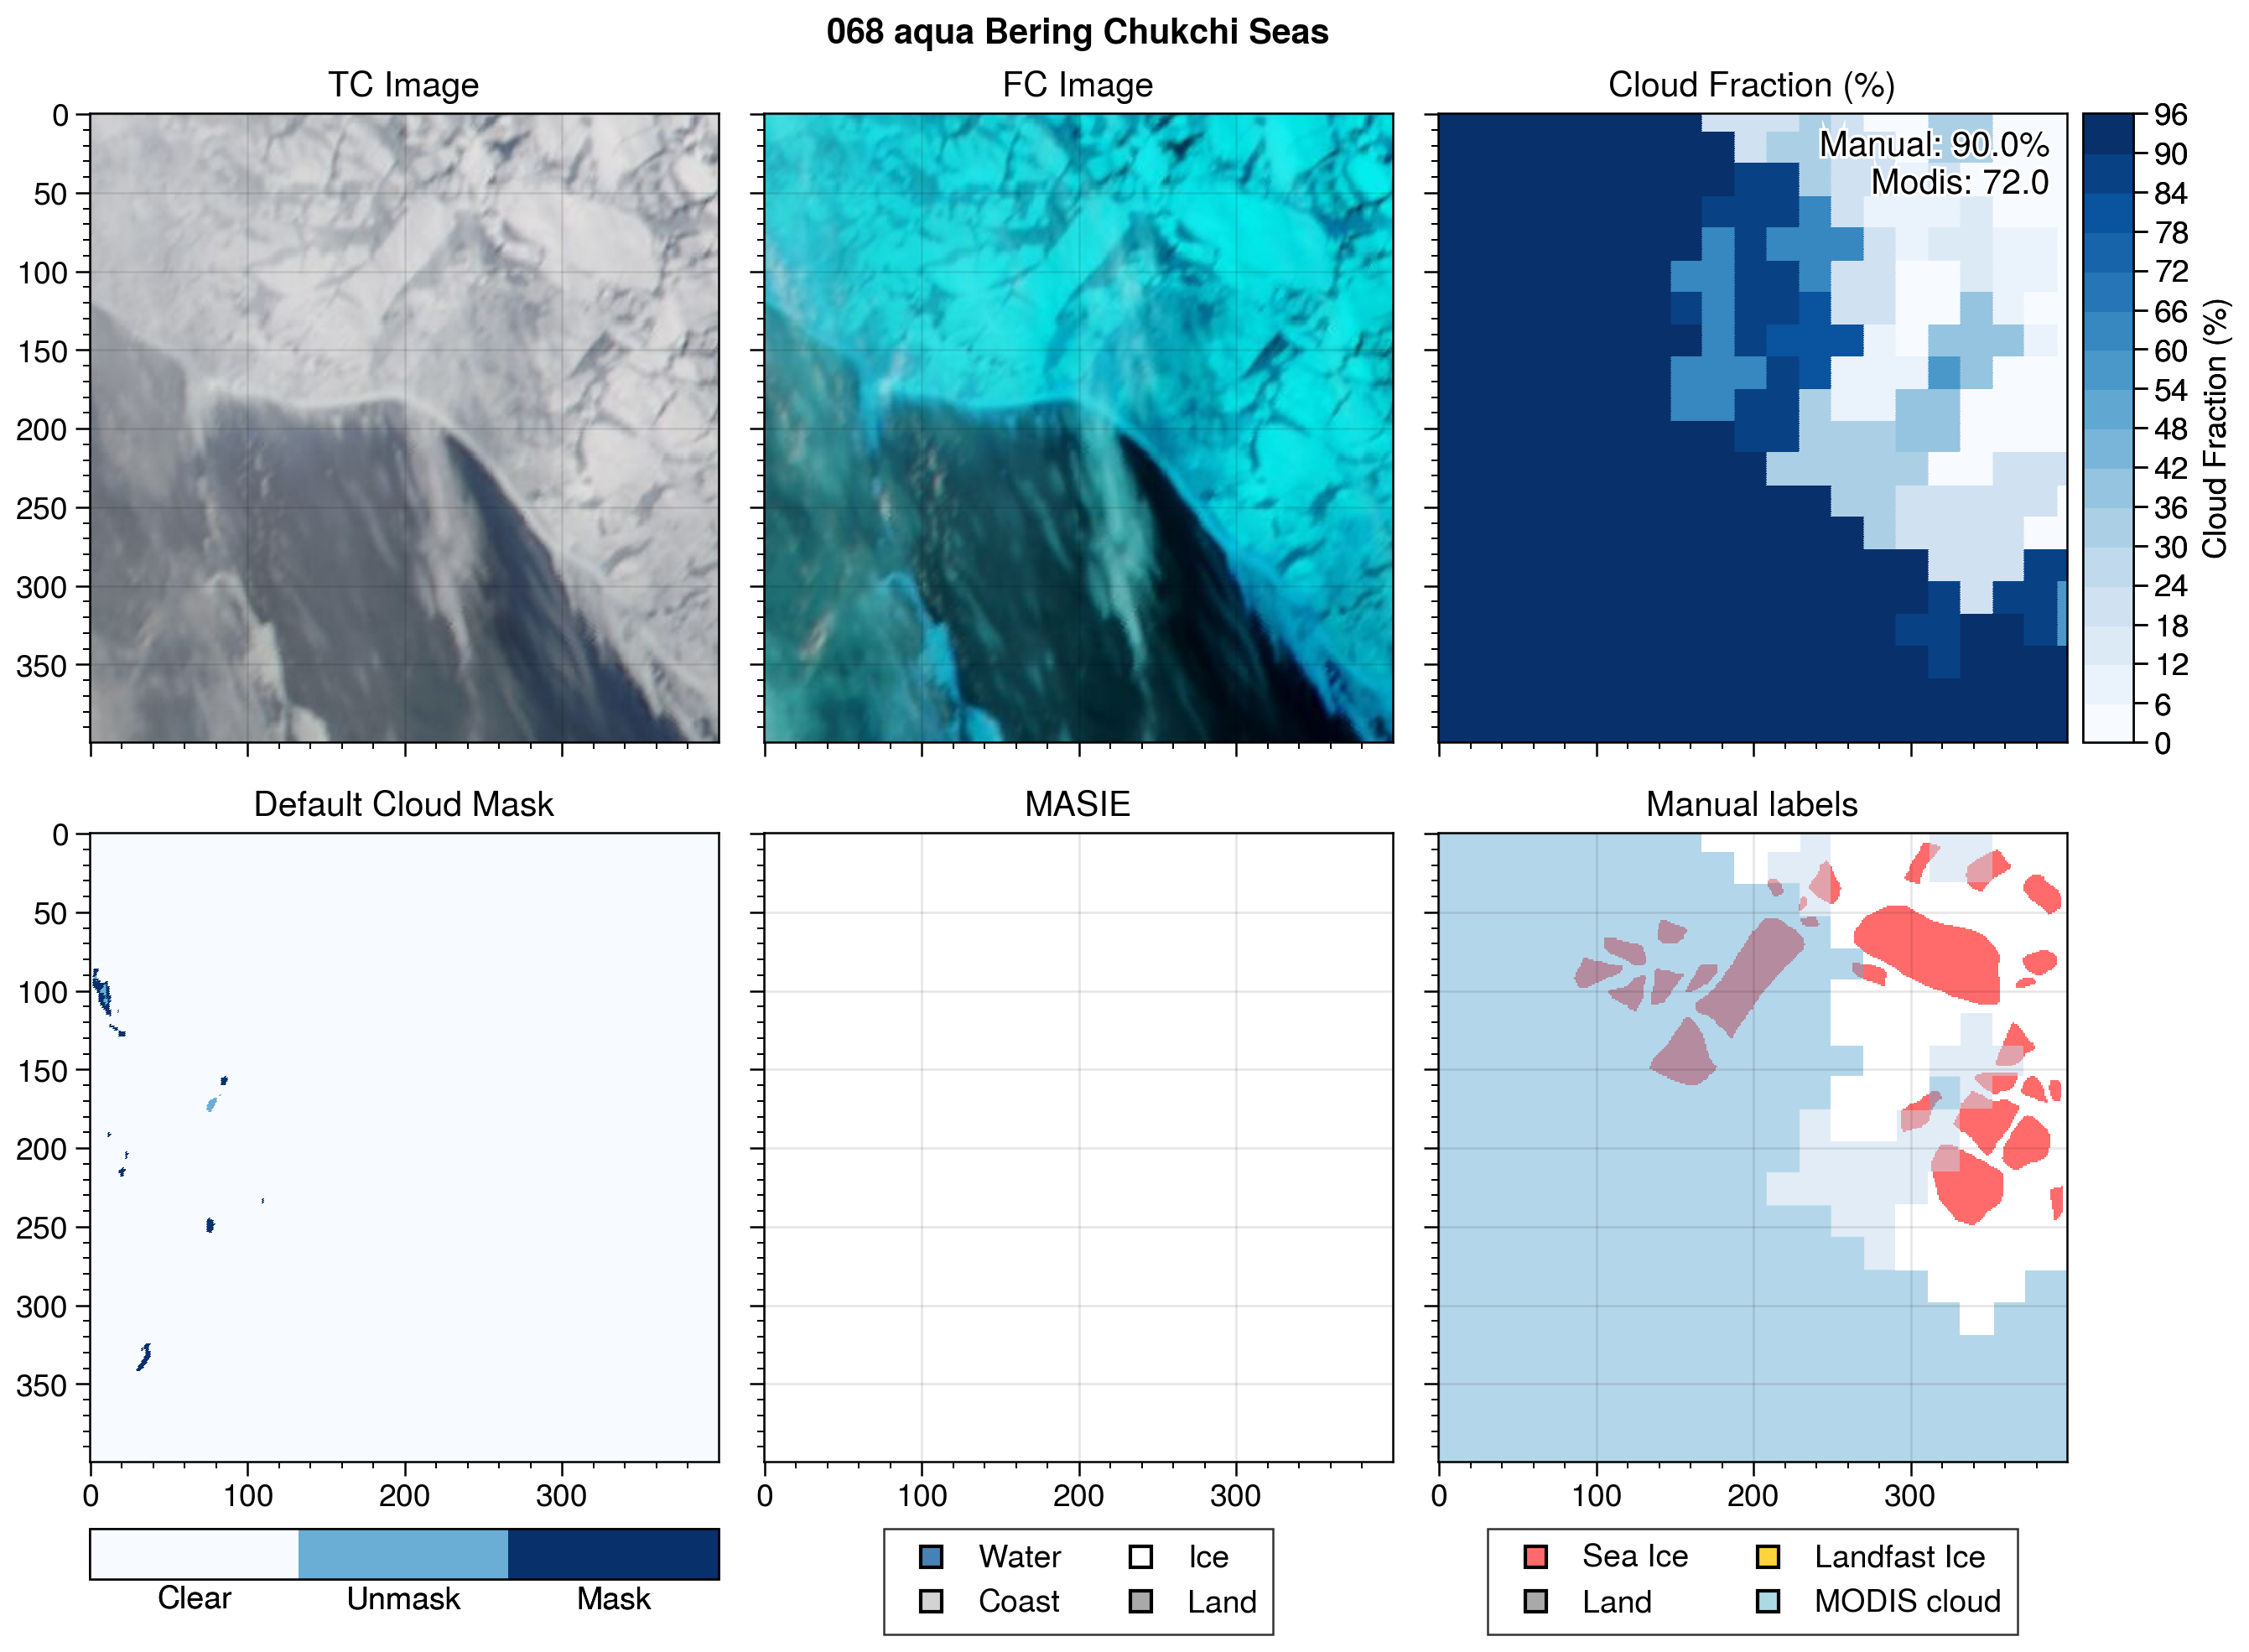 068 aqua Bering Chukchi Seas
TC Image
FC Image
Cloud Fraction (%)
0
50
100
150
200
250
300
350
Manual: 90.0%
Modis: 72.0
96
90
84
78
72
66
60
54
48
42
36
30
24
18
12
6
0
Cloud Fraction (%)
Default Cloud Mask
MASIE
Manual labels
0
50
100
150
200
250
300
350
0 100 200 300
0 100 200 300
0 100 200 300
Clear Unmask Mask
Water Ice
Coast Land
Sea Ice Landfast Ice
Land MODIS cloud